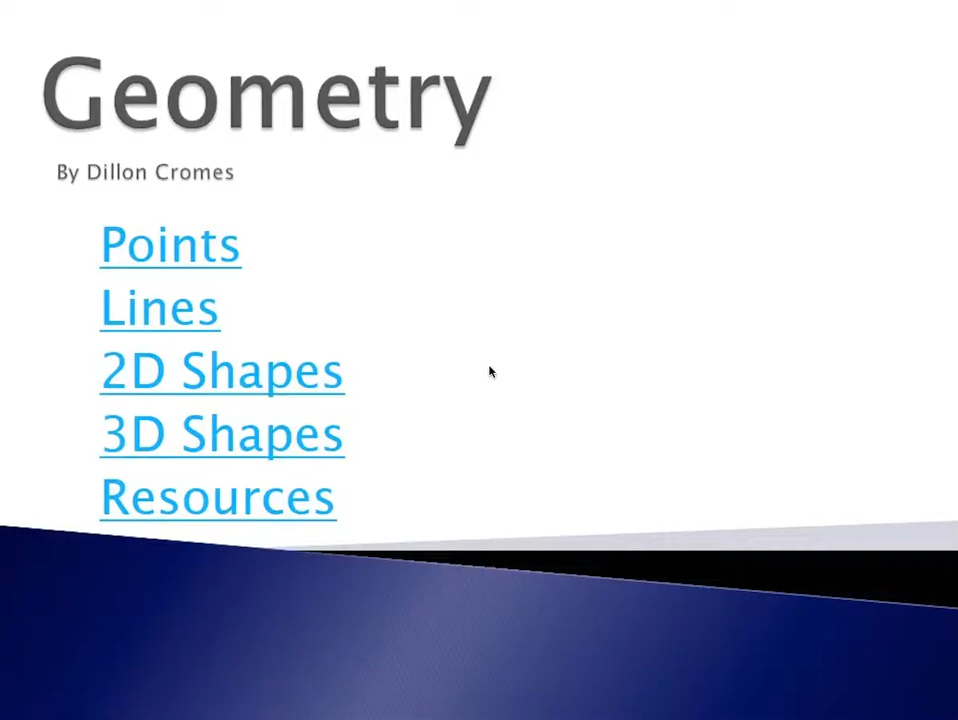 Geometry
By Dillon Cromes
Points
Lines
2D Shapes
3D Shapes
Resources